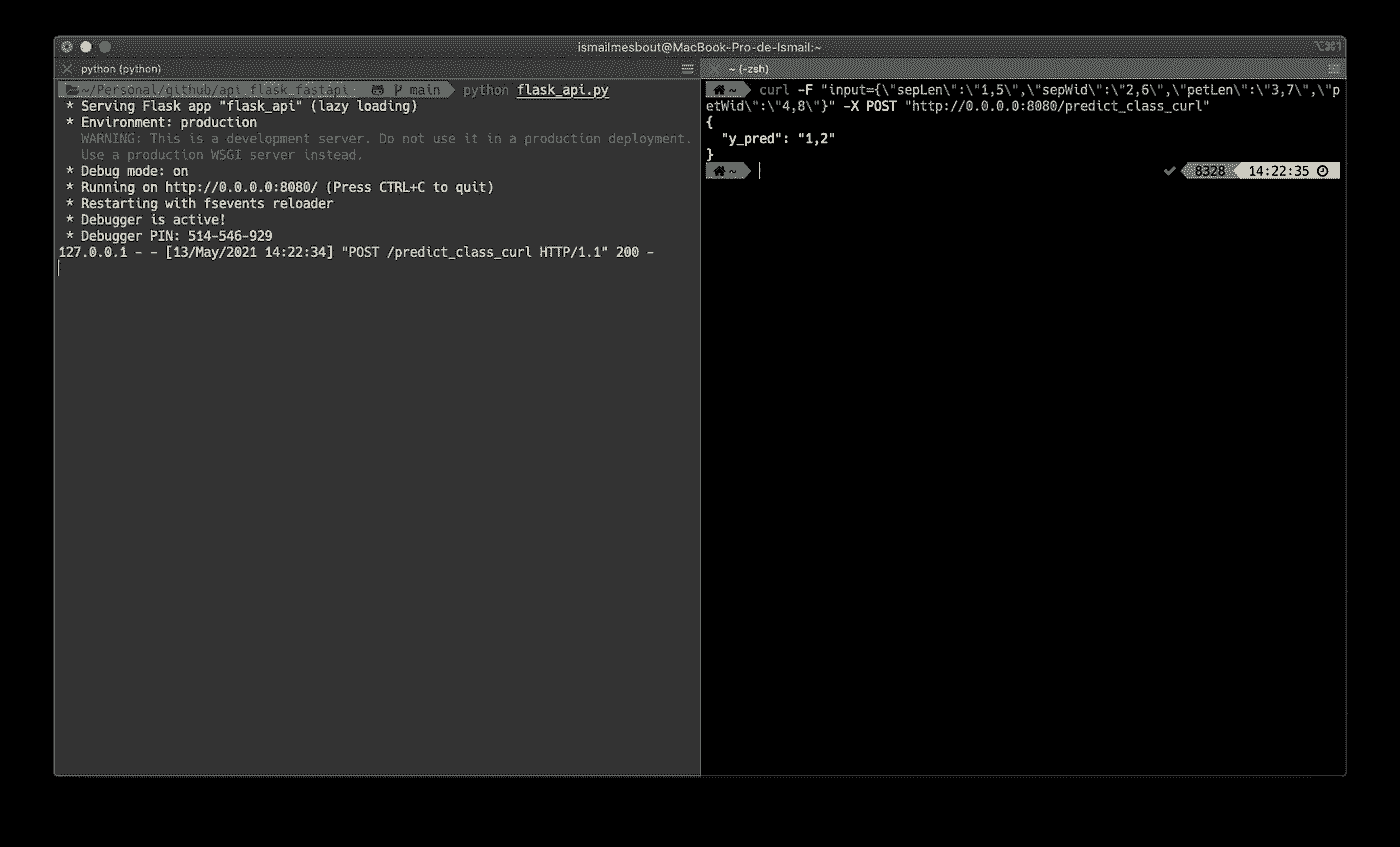 ismailmesbout@MacBook-Pro-de-Ismail:~
⌥⌘1
python (python)
~/Personal/github/api_flask_fastapi main python flask_api.py
* Serving Flask app "flask_api" (lazy loading)
* Environment: production
WARNING: This is a development server. Do not use it in a production deployment.
Use a production WSGI server instead.
* Debug mode: on
* Running on http://0.0.0.0:8080/ (Press CTRL+C to quit)
* Restarting with fsevents reloader
* Debugger is active!
* Debugger PIN: 514-546-929
127.0.0.1 - - [13/May/2021 14:22:34] "POST /predict_class_curl HTTP/1.1" 200 -
~ (-zsh)
~ curl -F "input={\"sepLen\":\"1,5\",\"sepWid\":\"2,6\",\"petLen\":\"3,7\",\"p
etWid\":\"4,8\"}" -X POST "http://0.0.0.0:8080/predict_class_curl"
{
"y_pred": "1,2"
}
~ 8328 14:22:35